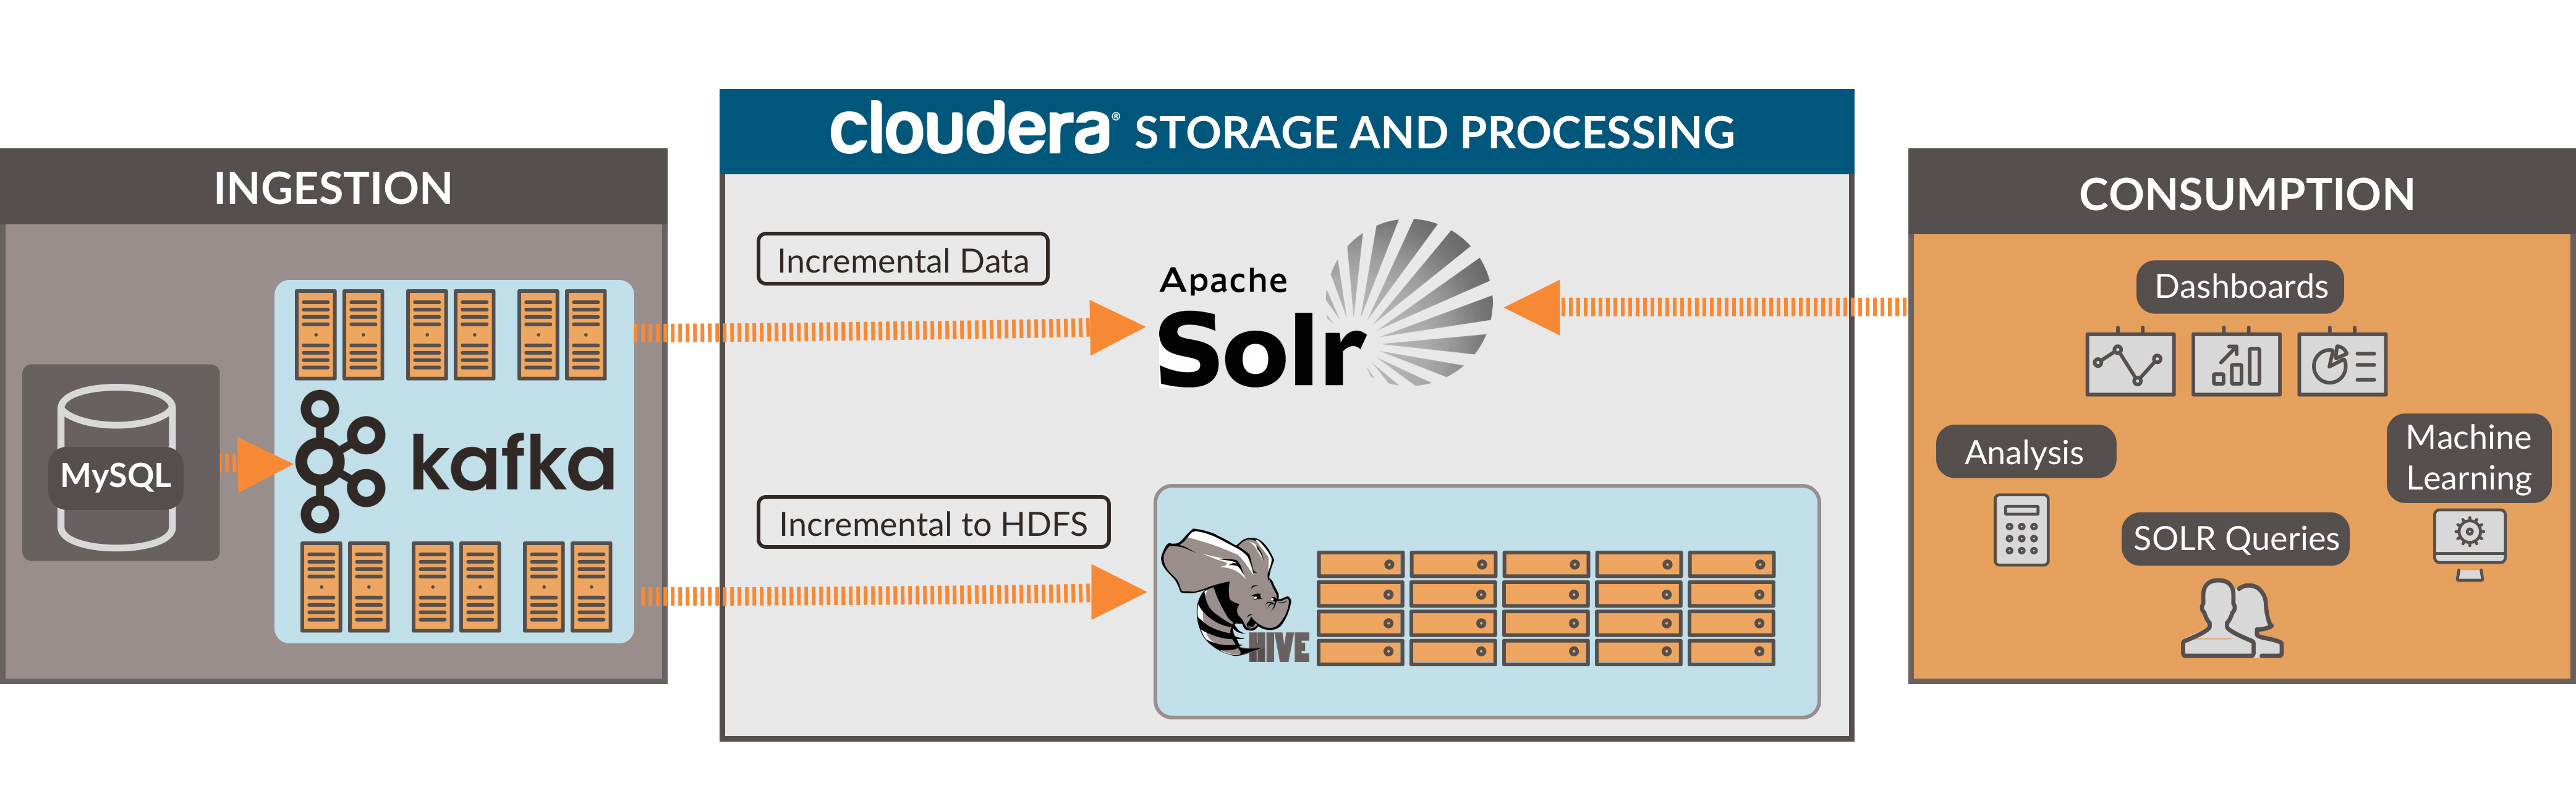 cloudera® STORAGE AND PROCESSING
INGESTION
MySQL
kafka
Incremental Data
Apache
Solr
Incremental to HDFS
HIVE
CONSUMPTION
Dashboards
Analysis
Machine
Learning
SOLR Queries